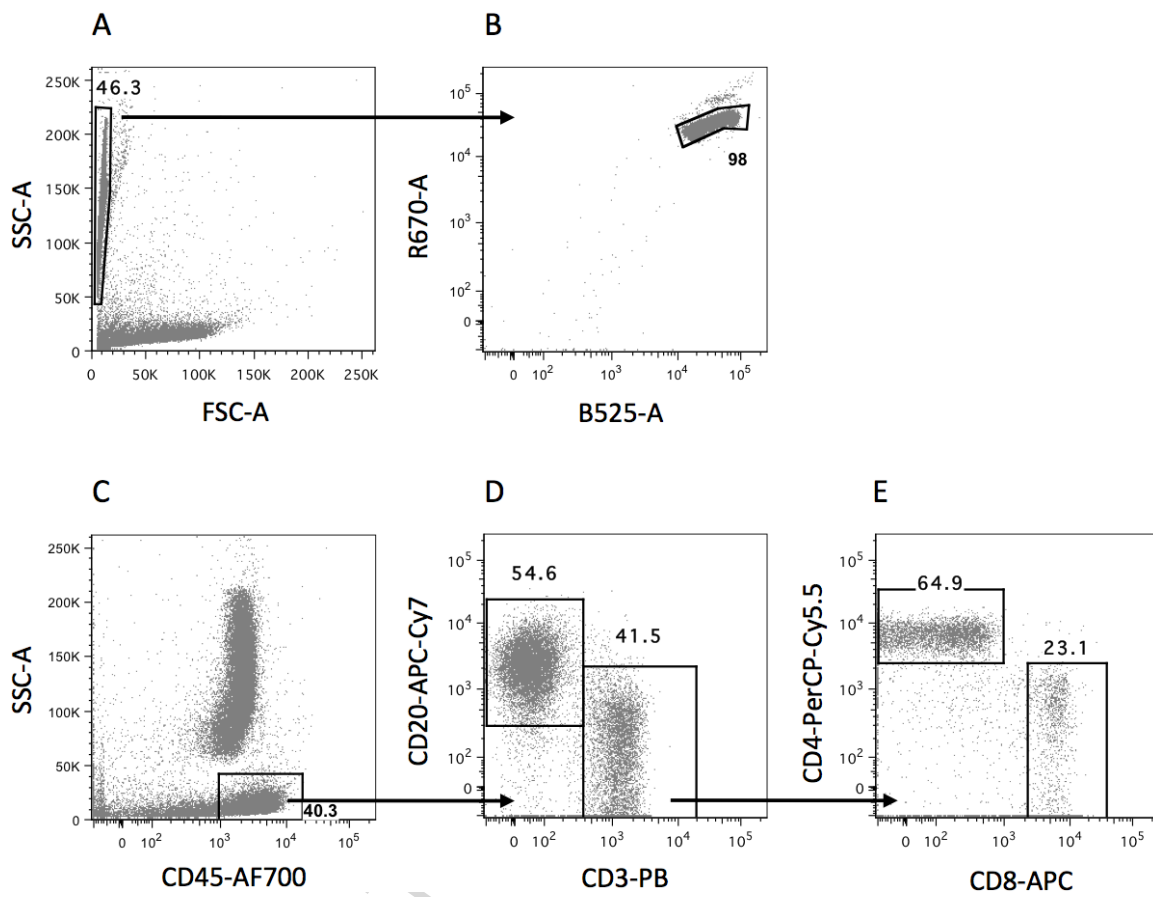 A
B
250K
200K
150K
100K
50K
0
46.3
0 50K 100K 150K 200K 250K
SSC-A
FSC-A
10^5
10^4
10^3
10^2
0
98
0 10^2 10^3 10^4 10^5
R670-A
B525-A
C
D
E
250K
200K
150K
100K
50K
0
40.3
0 10^2 10^3 10^4 10^5
SSC-A
CD45-AF700
10^5
10^4
10^3
10^2
0
54.6
41.5
0 10^2 10^3 10^4 10^5
CD20-APC-Cy7
CD3-PB
10^5
10^4
10^3
10^2
0
64.9
23.1
0 10^2 10^3 10^4 10^5
CD4-PerCP-Cy5.5
CD8-APC